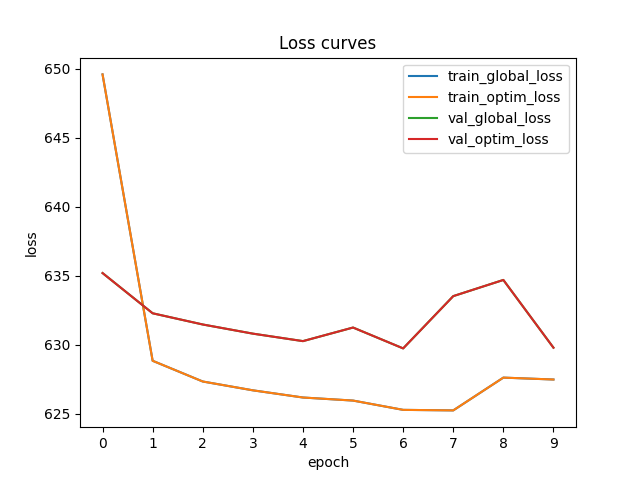 Loss curves
train_global_loss
train_optim_loss
val_global_loss
val_optim_loss
650
645
640
635
630
625
loss
0 1 2 3 4 5 6 7 8 9
epoch